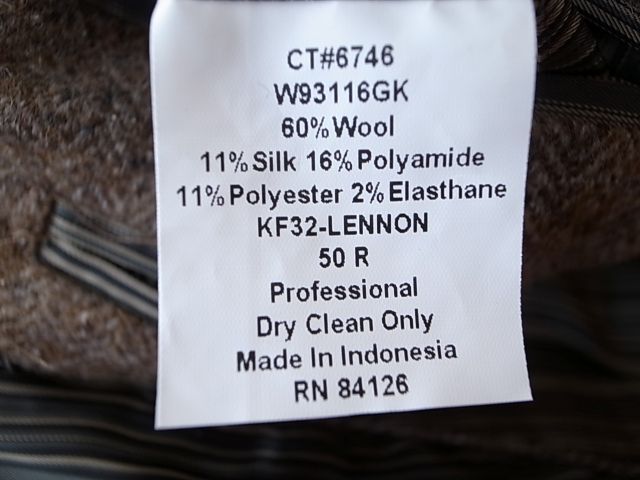 CT#6746
W93116GK
60% Wool
11% Silk 16% Polyamide
11% Polyester 2% Elasthane
KF32-LENNON
50 R
Professional
Dry Clean Only
Made In Indonesia
RN 84126